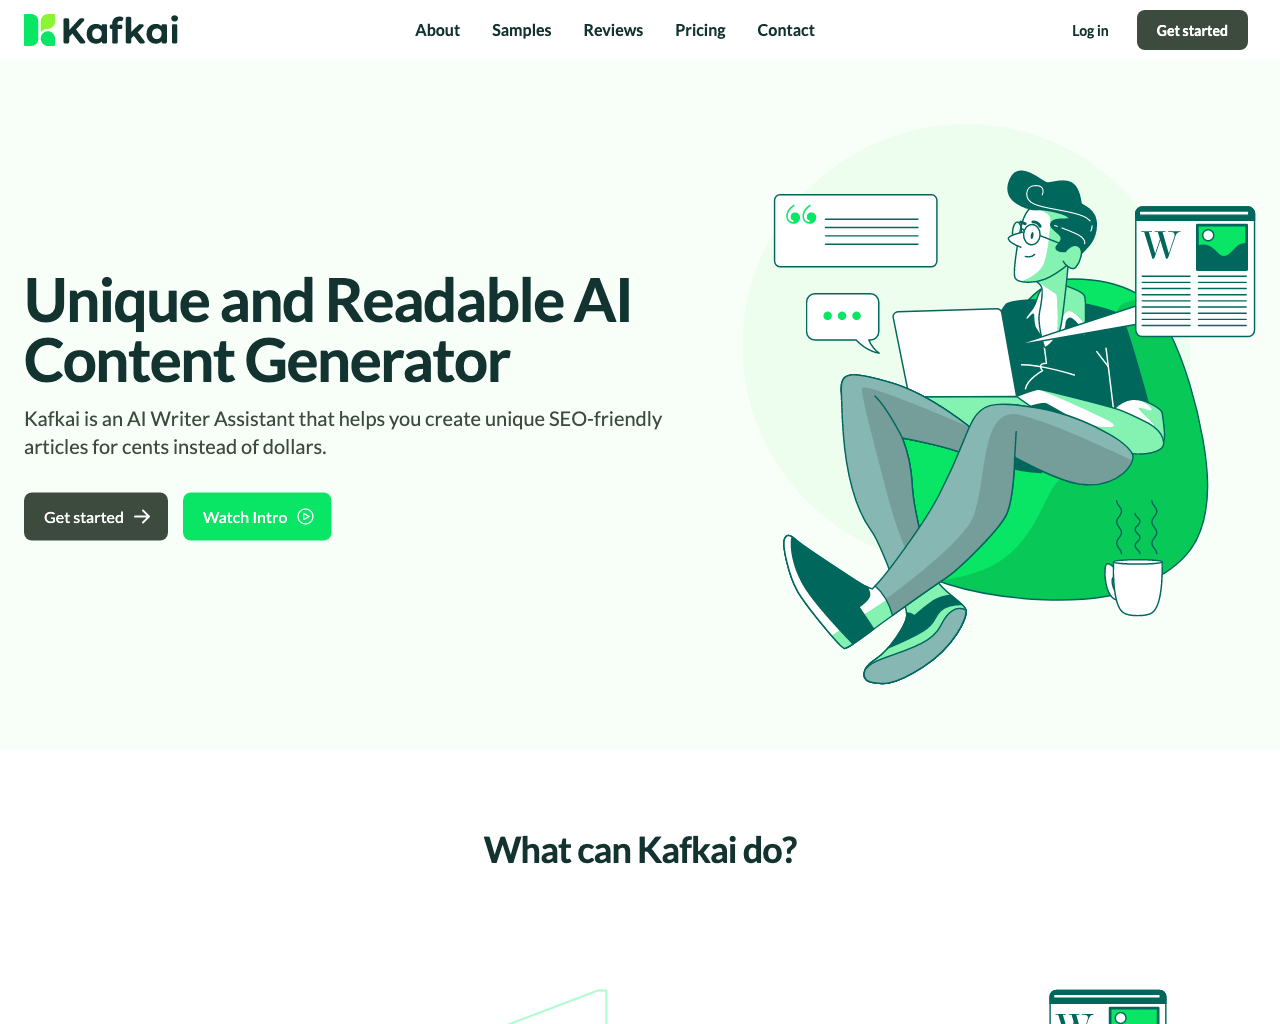 Kafkai
About Samples Reviews Pricing Contact
Log in
Get started
Unique and Readable AI
Content Generator
Kafkai is an AI Writer Assistant that helps you create unique SEO-friendly
articles for cents instead of dollars.
Get started
Watch Intro
“
W
What can Kafkai do?
W